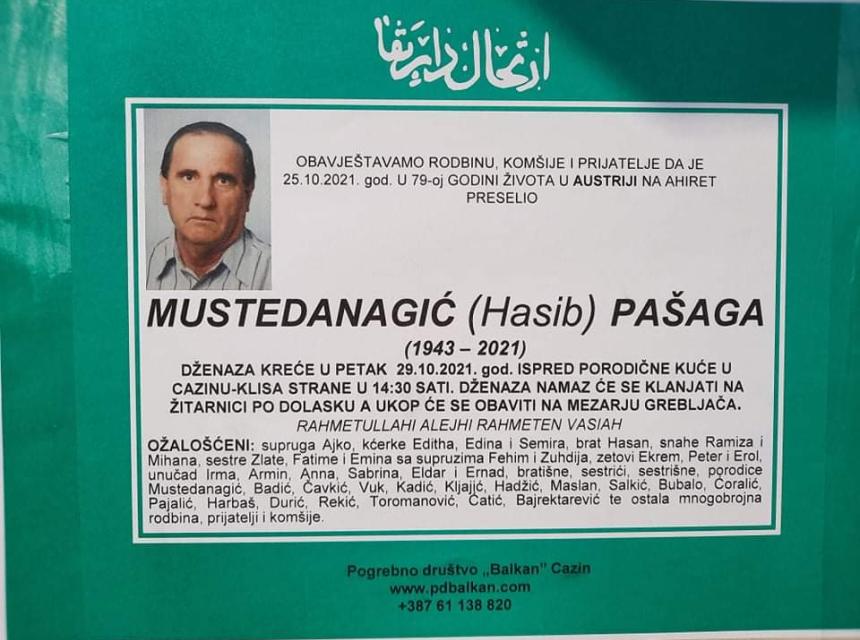 ارتحال دار بقا
OBAVJEŠTAVAMO RODBINU, KOMŠIJE I PRIJATELJE DA JE
25.10.2021. god. U 79-oj GODINI ŽIVOTA U AUSTRIJI NA AHIRET
PRESELIO
MUSTEDANAGIĆ (Hasib) PAŠAGA
(1943 – 2021)
DŽENAZA KREĆE U PETAK 29.10.2021. god. ISPRED PORODIČNE KUĆE U
CAZINU-KLISA STRANE U 14:30 SATI. DŽENAZA NAMAZ ĆE SE KLANJATI NA
ŽITARNICI PO DOLASKU A UKOP ĆE SE OBAVITI NA MEZARJU GREBLJAČA.
RAHMETULLAHI ALEJHI RAHMETEN VASIAH
OŽALOŠĆENI: supruga Ajko, kćerke Editha, Edina i Semira, brat Hasan, snahe Ramiza i
Mihana, sestre Zlate, Fatime i Emina sa supruzima Fehim i Zuhdija, zetovi Ekrem, Peter i Erol,
unučad Irma, Armin, Anna, Sabrina, Eldar i Ernad, bratišne, sestrići, sestrišne, porodice
Mustedanagić, Badić, Čavkić, Vuk, Kadić, Kljajjić, Hadžić, Maslan, Salkić, Bubalo, Ćoralić,
Pajalić, Harbaš, Durić, Rekić, Toromanović, Ćatić, Bajrektarević te ostala mnogobrojna
rodbina, prijatelji i komšije.
Pogrebno društvo „Balkan" Cazin
www.pdbalkan.com
+387 61 138 820